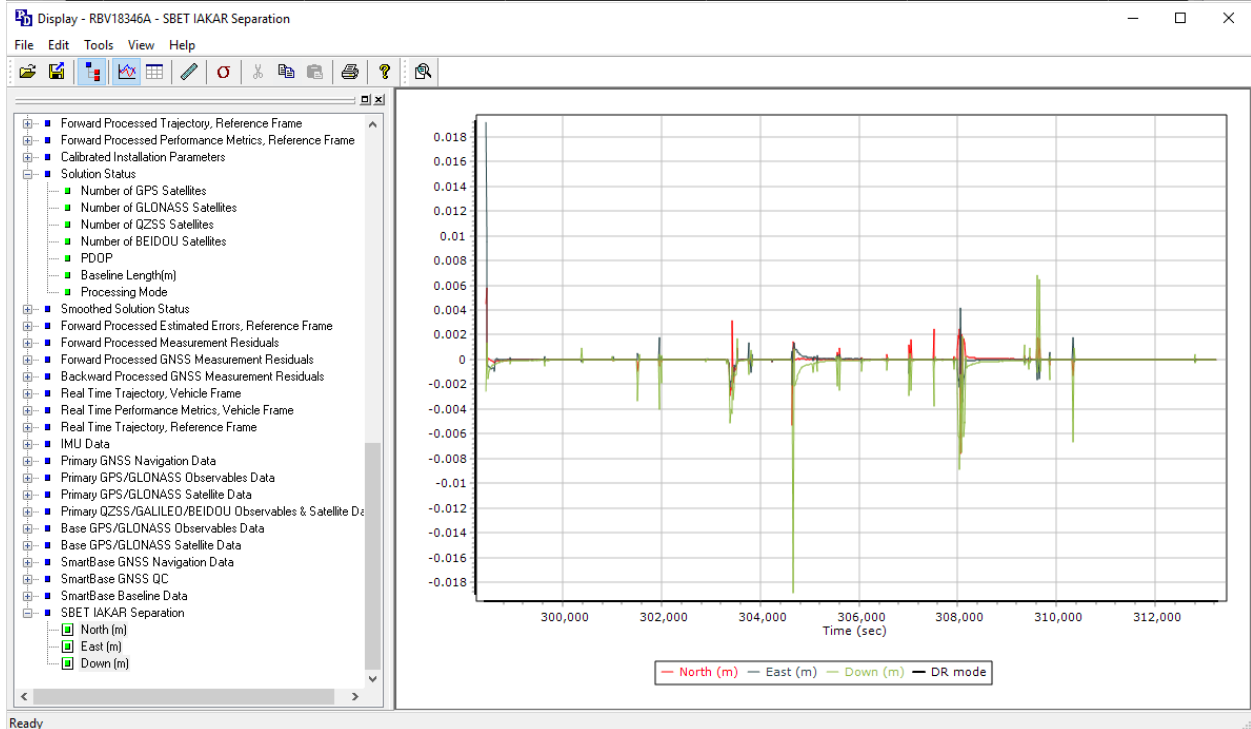 Display - RBV18346A - SBET IAKAR Separation
File Edit Tools View Help
Forward Processed Trajectory, Reference Frame
Forward Processed Performance Metrics, Reference Frame
Calibrated Installation Parameters
Solution Status
Number of GPS Satellites
Number of GLONASS Satellites
Number of QZSS Satellites
Number of BEIDOU Satellites
PDOP
Baseline Length(m)
Processing Mode
Smoothed Solution Status
Forward Processed Estimated Errors, Reference Frame
Forward Processed Measurement Residuals
Forward Processed GNSS Measurement Residuals
Backward Processed GNSS Measurement Residuals
Real Time Trajectory, Vehicle Frame
Real Time Performance Metrics, Vehicle Frame
Real Time Trajectory, Reference Frame
IMU Data
Primary GNSS Navigation Data
Primary GPS/GLONASS Observables Data
Primary GPS/GLONASS Satellite Data
Primary QZSS/GALILEO/BEIDOU Observables & Satellite Da
Base GPS/GLONASS Observables Data
Base GPS/GLONASS Satellite Data
SmartBase GNSS Navigation Data
SmartBase GNSS QC
SmartBase Baseline Data
SBET IAKAR Separation
North (m)
East (m)
Down (m)
0.018
0.016
0.014
0.012
0.01
0.008
0.006
0.004
0.002
0
-0.002
-0.004
-0.006
-0.008
-0.01
-0.012
-0.014
-0.016
-0.018
300,000 302,000 304,000 306,000 308,000 310,000 312,000
Time (sec)
North (m) East (m) Down (m) DR mode
Ready